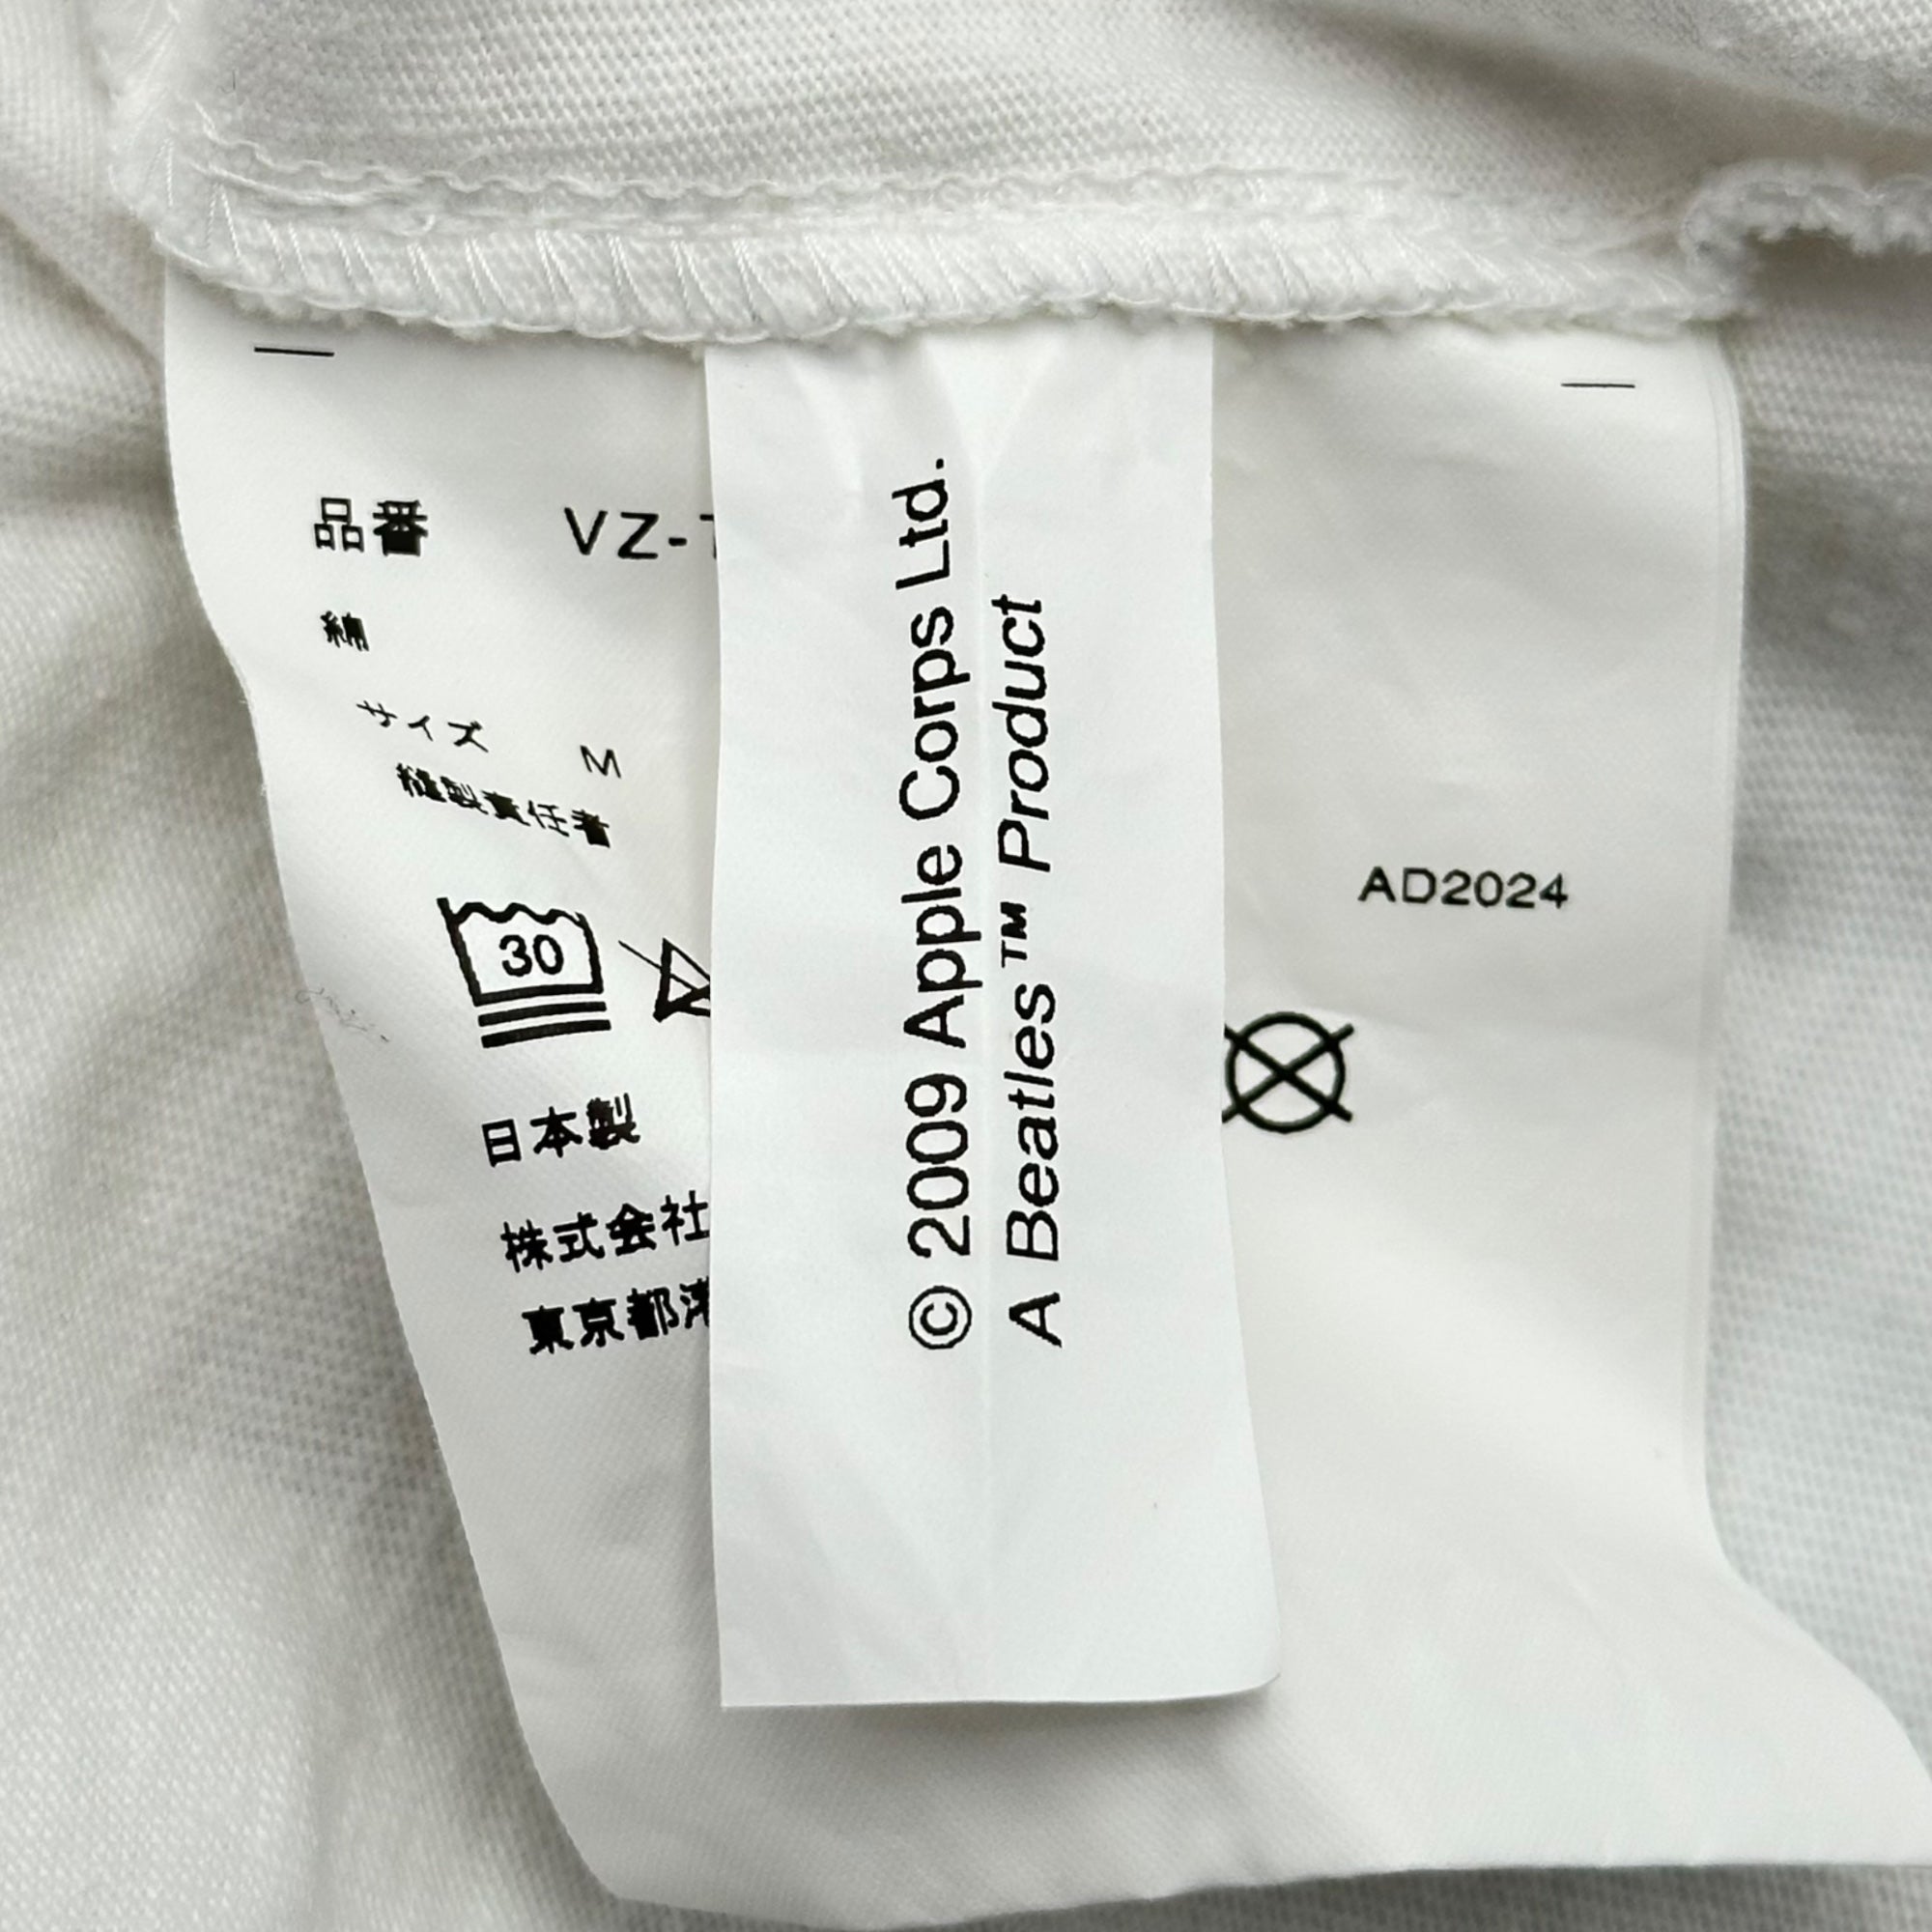 品番 VZ-
綿
サイズ M
縫製責任者
30
日本製
株式会社
東京都港
© 2009 Apple Corps Ltd.
A Beatles™ Product
AD2024